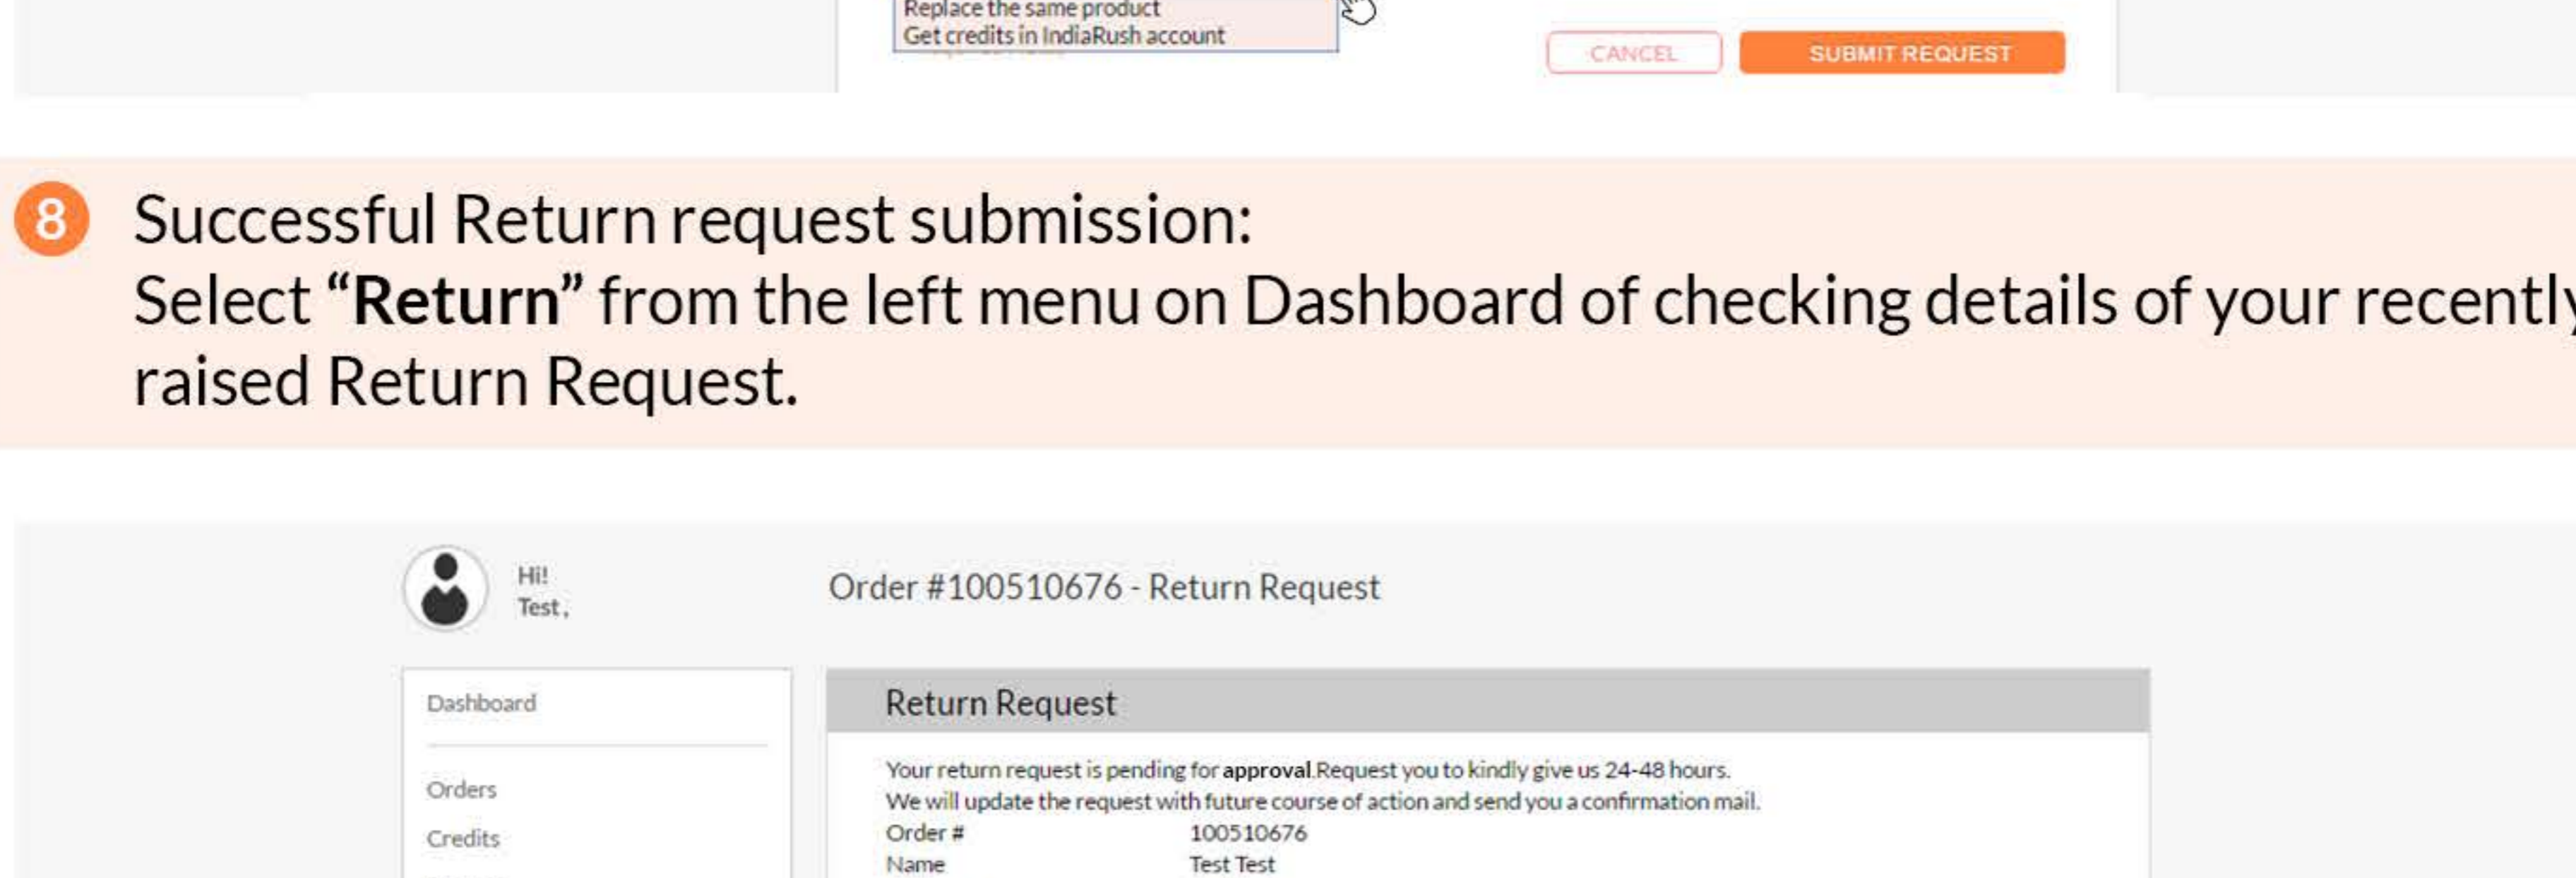 Replace the same product
Get credits in IndiaRush account
CANCEL SUBMIT REQUEST
8 Successful Return request submission:
Select “Return” from the left menu on Dashboard of checking details of your recently
raised Return Request.
Hi!
Test ,
Order #100510676 - Return Request
Dashboard
Orders
Credits
Return Request
Your return request is pending for approval.Request you to kindly give us 24-48 hours.
We will update the request with future course of action and send you a confirmation mail.
Order # 100510676
Name Test Test